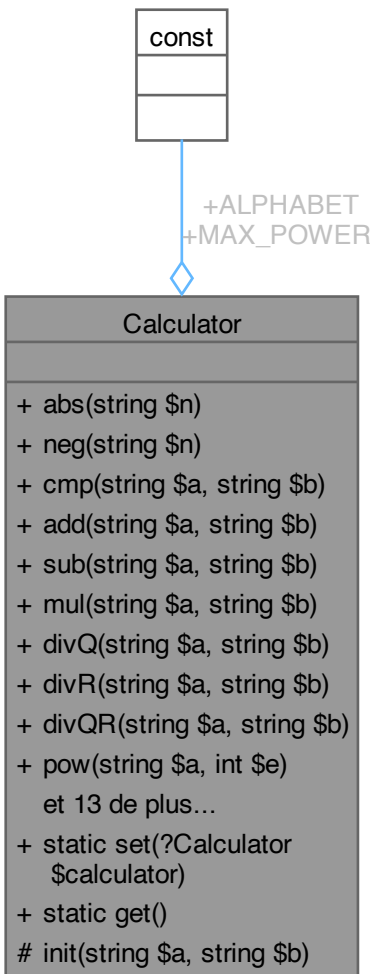 const
+ALPHABET
+MAX_POWER
Calculator
+ abs(string $n)
+ neg(string $n)
+ cmp(string $a, string $b)
+ add(string $a, string $b)
+ sub(string $a, string $b)
+ mul(string $a, string $b)
+ divQ(string $a, string $b)
+ divR(string $a, string $b)
+ divQR(string $a, string $b)
+ pow(string $a, int $e)
et 13 de plus...
+ static set(?Calculator
$calculator)
+ static get()
# init(string $a, string $b)